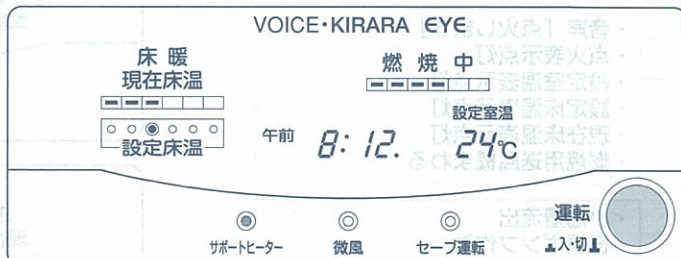 VOICE・KIRARA EYE
床暖
現在床温
設定床温
燃焼中
設定室温
午前 8:12. 24℃
サポートヒーター
微風
セーブ運転
運転
入・切